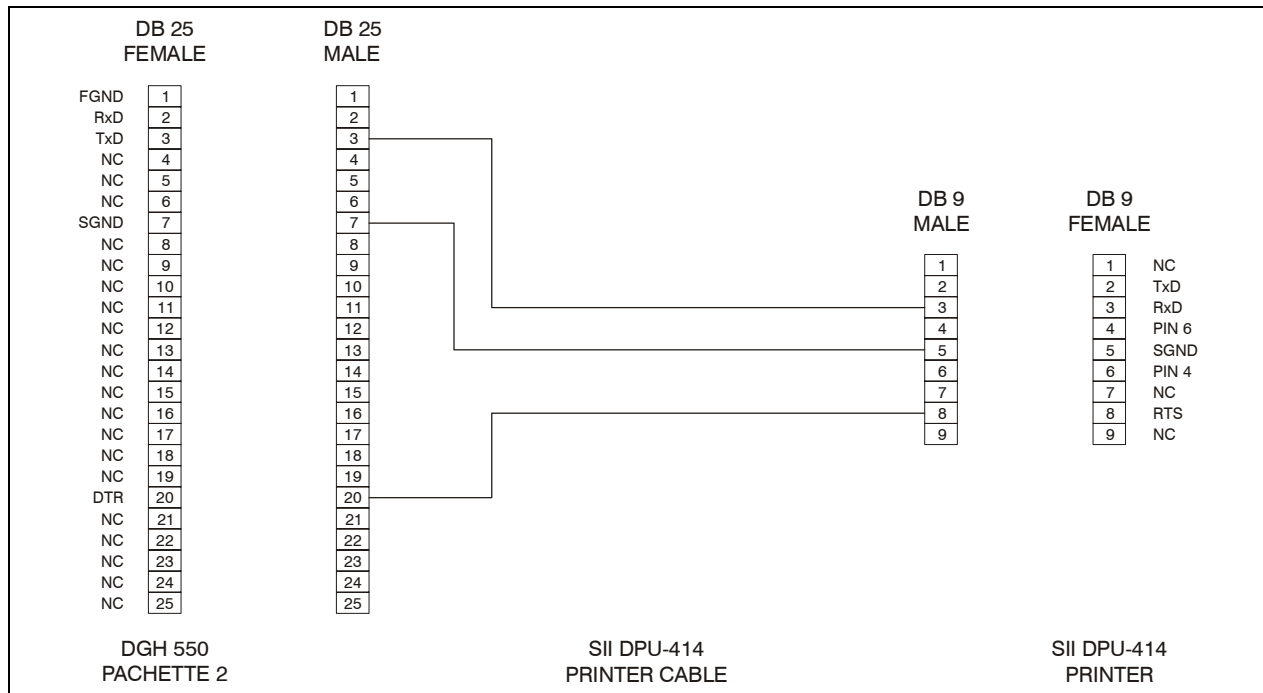 DB 25
FEMALE
DB 25
MALE
FGND 1
RxD 2
TxD 3
NC 4
NC 5
NC 6
SGND 7
NC 8
NC 9
NC 10
NC 11
NC 12
NC 13
NC 14
NC 15
NC 16
NC 17
NC 18
NC 19
DTR 20
NC 21
NC 22
NC 23
NC 24
NC 25
1
2
3
4
5
6
7
8
9
10
11
12
13
14
15
16
17
18
19
20
21
22
23
24
25
DB 9
MALE
1
2
3
4
5
6
7
8
9
DB 9
FEMALE
1 NC
2 TxD
3 RxD
4 PIN 6
5 SGND
6 PIN 4
7 NC
8 RTS
9 NC
DGH 550
PACHETTE 2
SII DPU-414
PRINTER CABLE
SII DPU-414
PRINTER